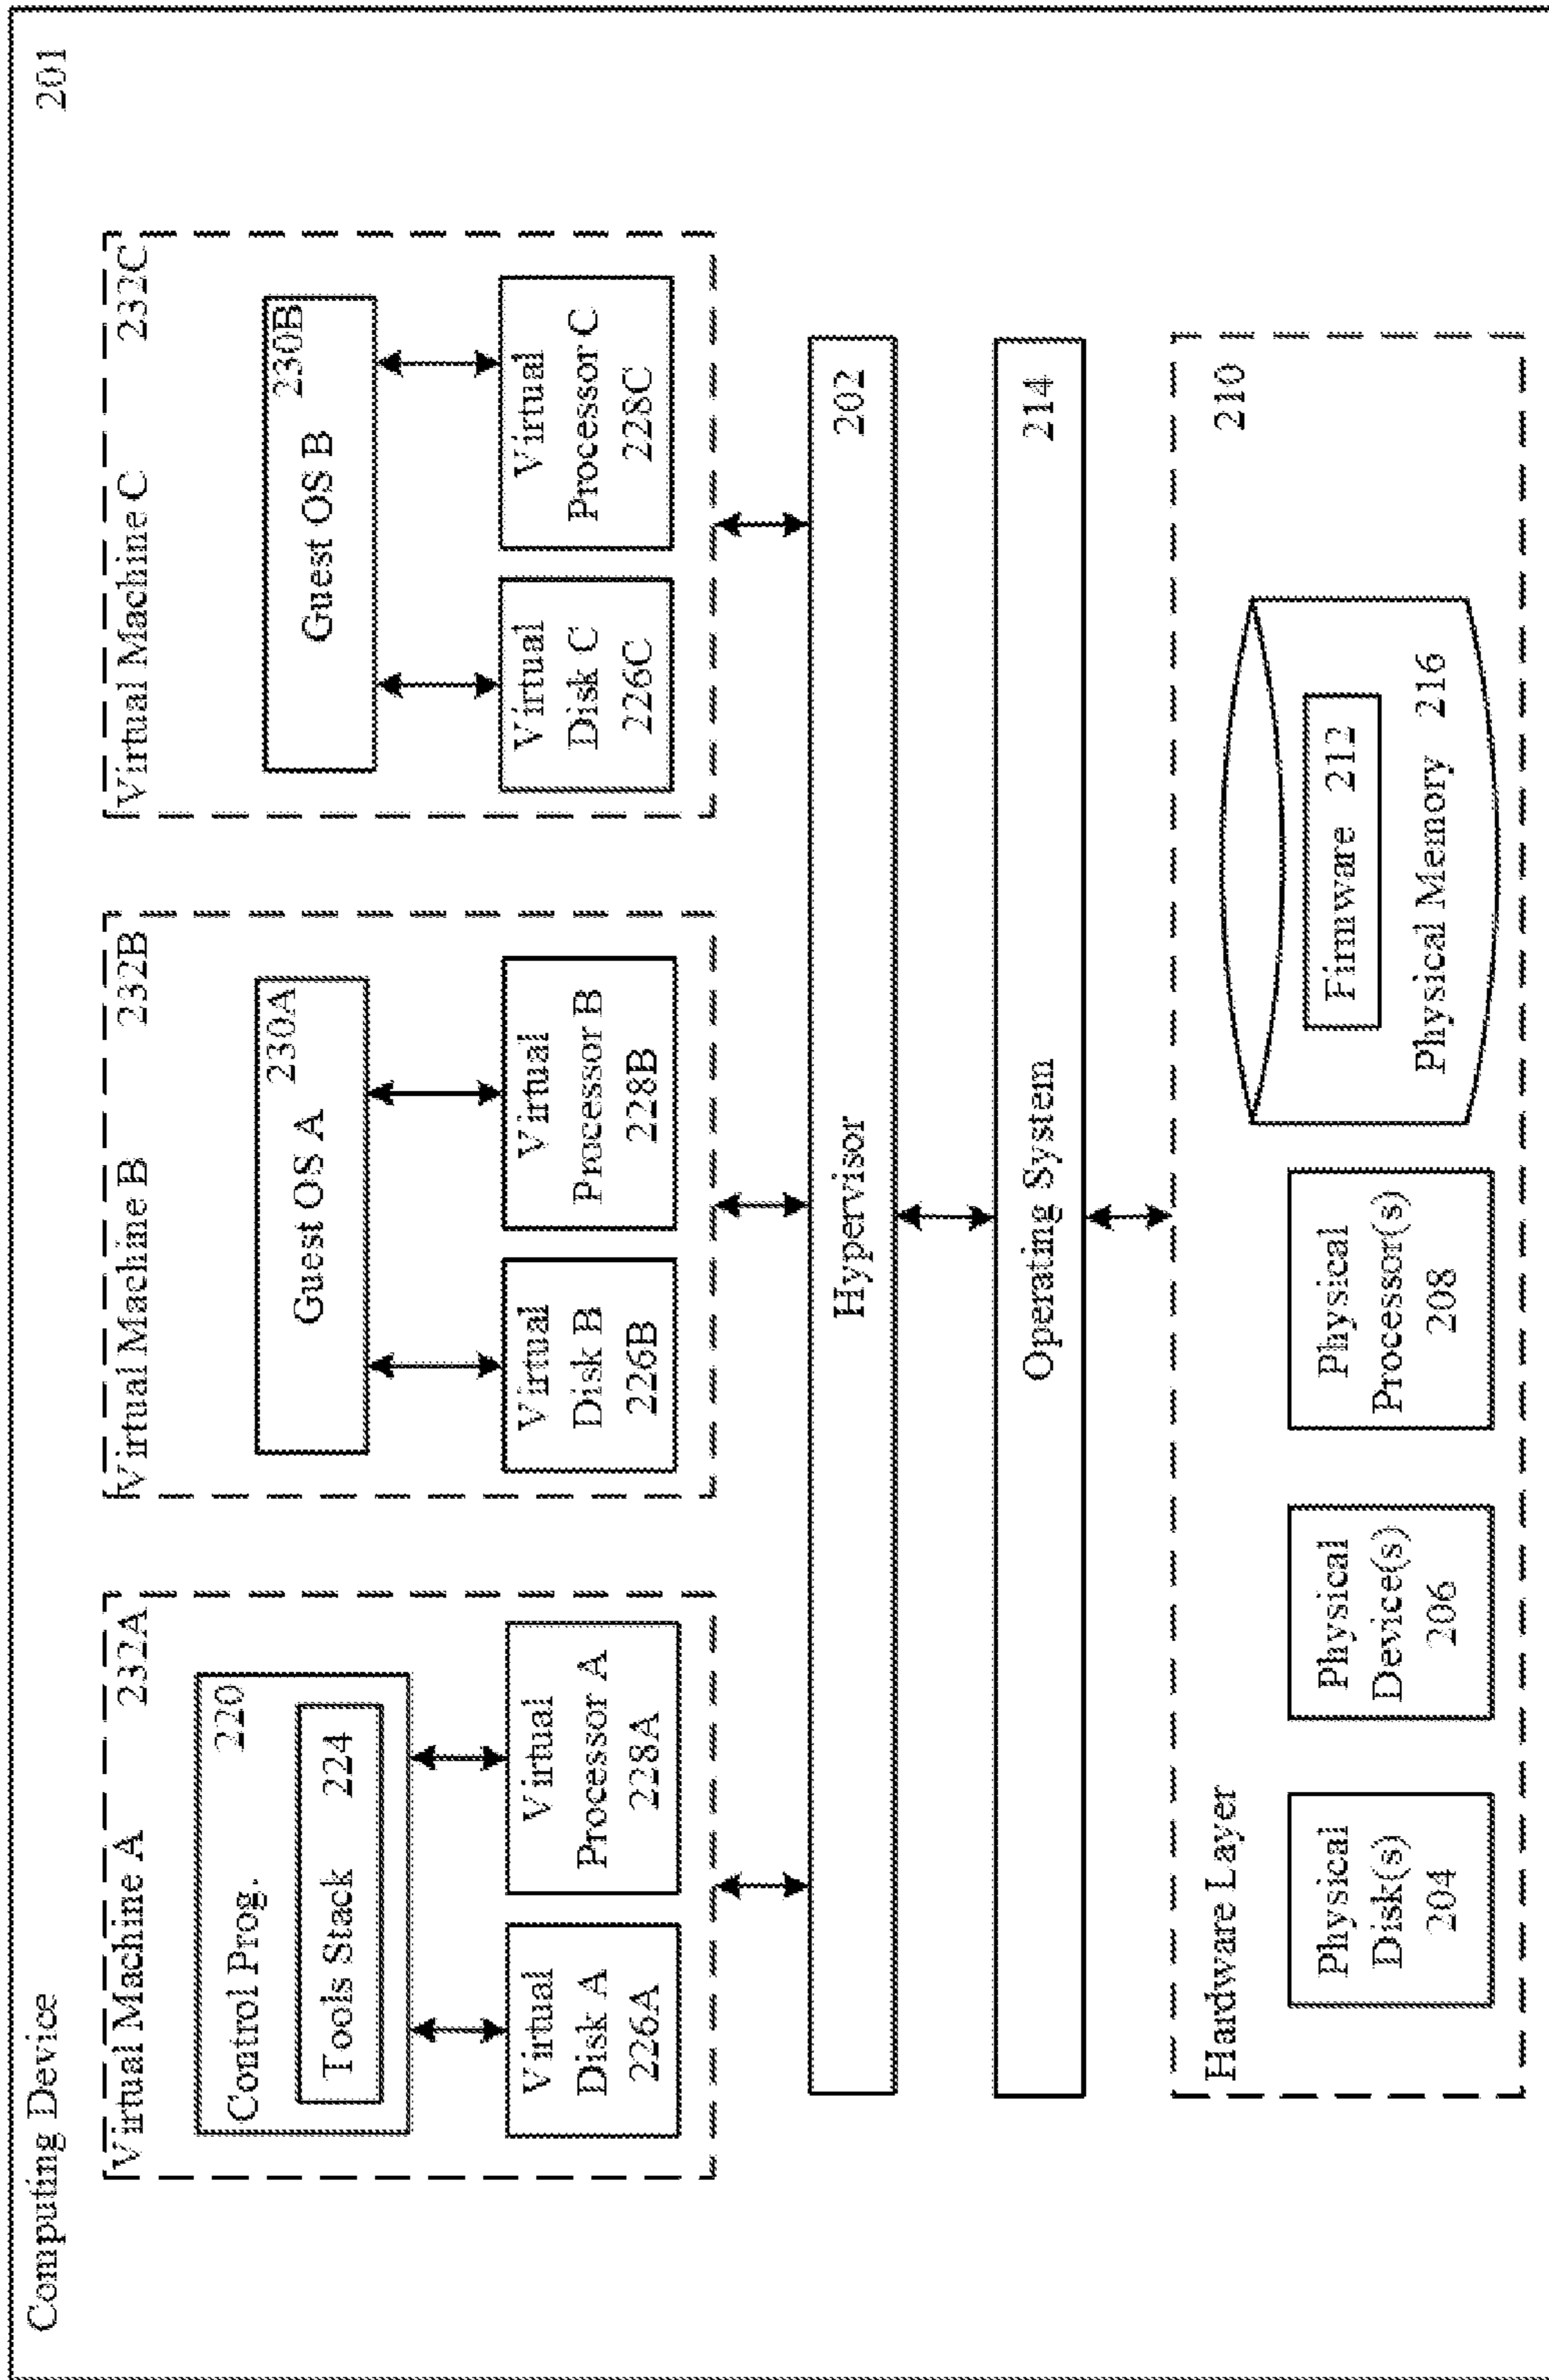 Computing Device
201
Virtual Machine A
232A
Control Prog.
220
Tools Stack 224
Virtual
Disk A
226A
Virtual
Processor A
228A
Virtual Machine B
232B
230A
Guest OS A
Virtual
Disk B
226B
Virtual
Processor B
228B
Virtual Machine C
232C
230B
Guest OS B
Virtual
Disk C
226C
Virtual
Processor C
228C
Hypervisor
202
Operating System
214
Hardware Layer
210
Physical
Disk(s)
204
Physical
Device(s)
206
Physical
Processor(s)
208
Firmware 212
Physical Memory 216